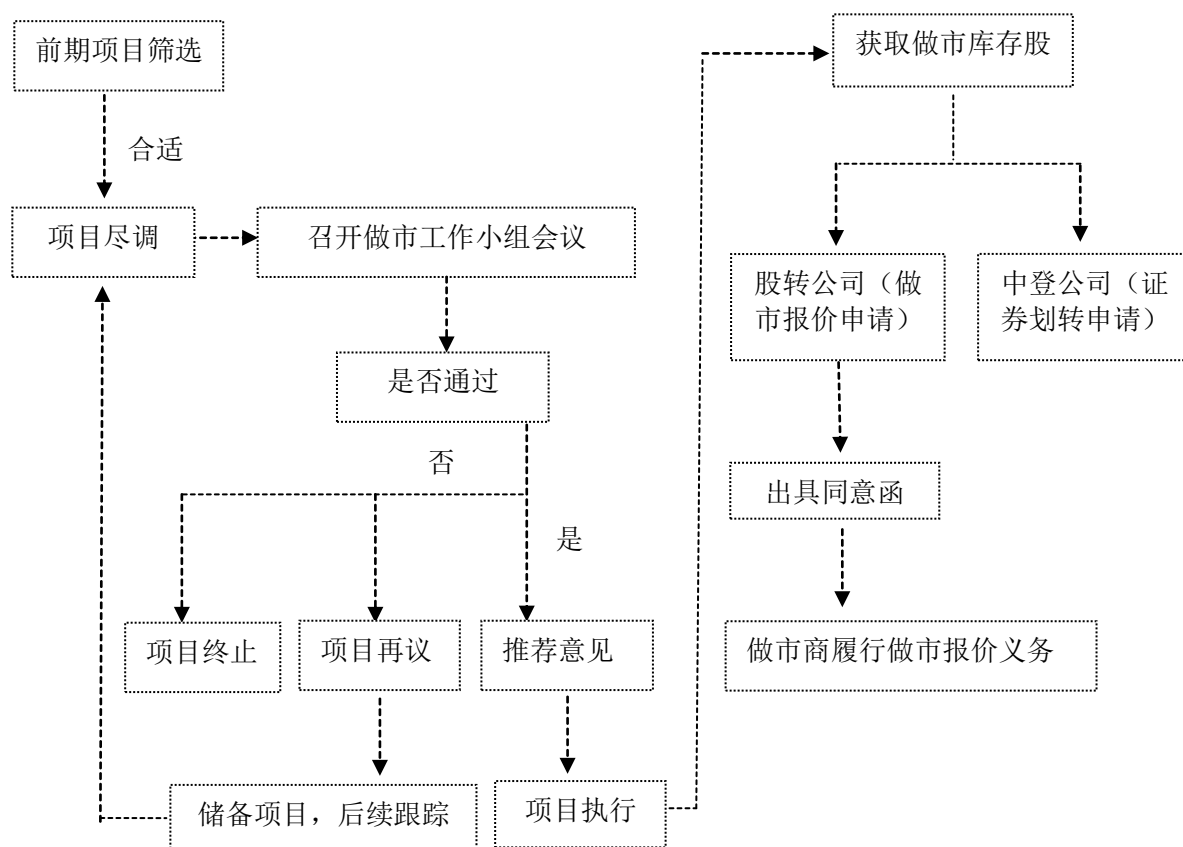 前期项目筛选
合适
项目尽调
召开做市工作小组会议
是否通过
否
是
项目终止
项目再议
推荐意见
储备项目，后续跟踪
项目执行
获取做市库存股
股转公司（做
市报价申请）
中登公司（证
券划转申请）
出具同意函
做市商履行做市报价义务